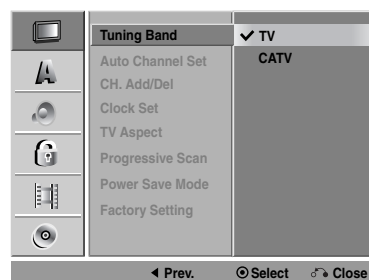 Tuning Band
TV
Auto Channel Set
CATV
CH. Add/Del
Clock Set
TV Aspect
Progressive Scan
Power Save Mode
Factory Setting
Prev. Select Close